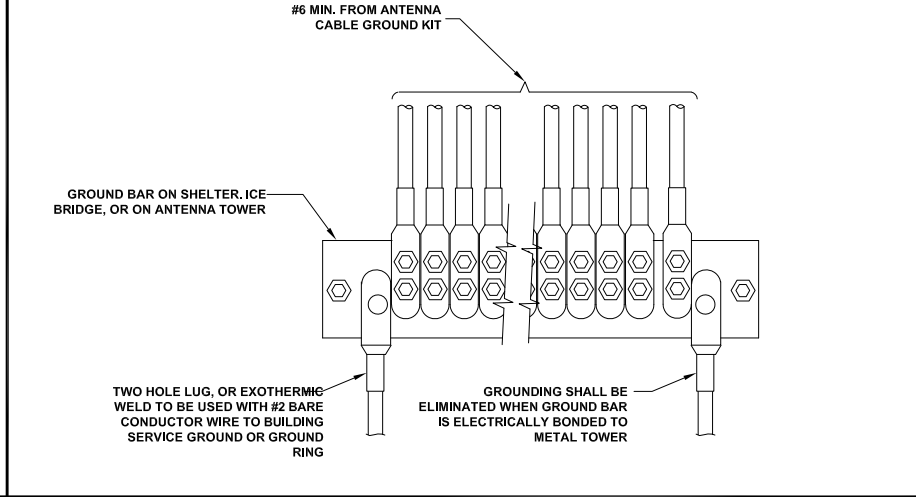 #6 MIN. FROM ANTENNA
CABLE GROUND KIT
GROUND BAR ON SHELTER. ICE
BRIDGE, OR ON ANTENNA TOWER
TWO HOLE LUG, OR EXOTHERMIC
WELD TO BE USED WITH #2 BARE
CONDUCTOR WIRE TO BUILDING
SERVICE GROUND OR GROUND
RING
GROUNDING SHALL BE
ELIMINATED WHEN GROUND BAR
IS ELECTRICALLY BONDED TO
METAL TOWER